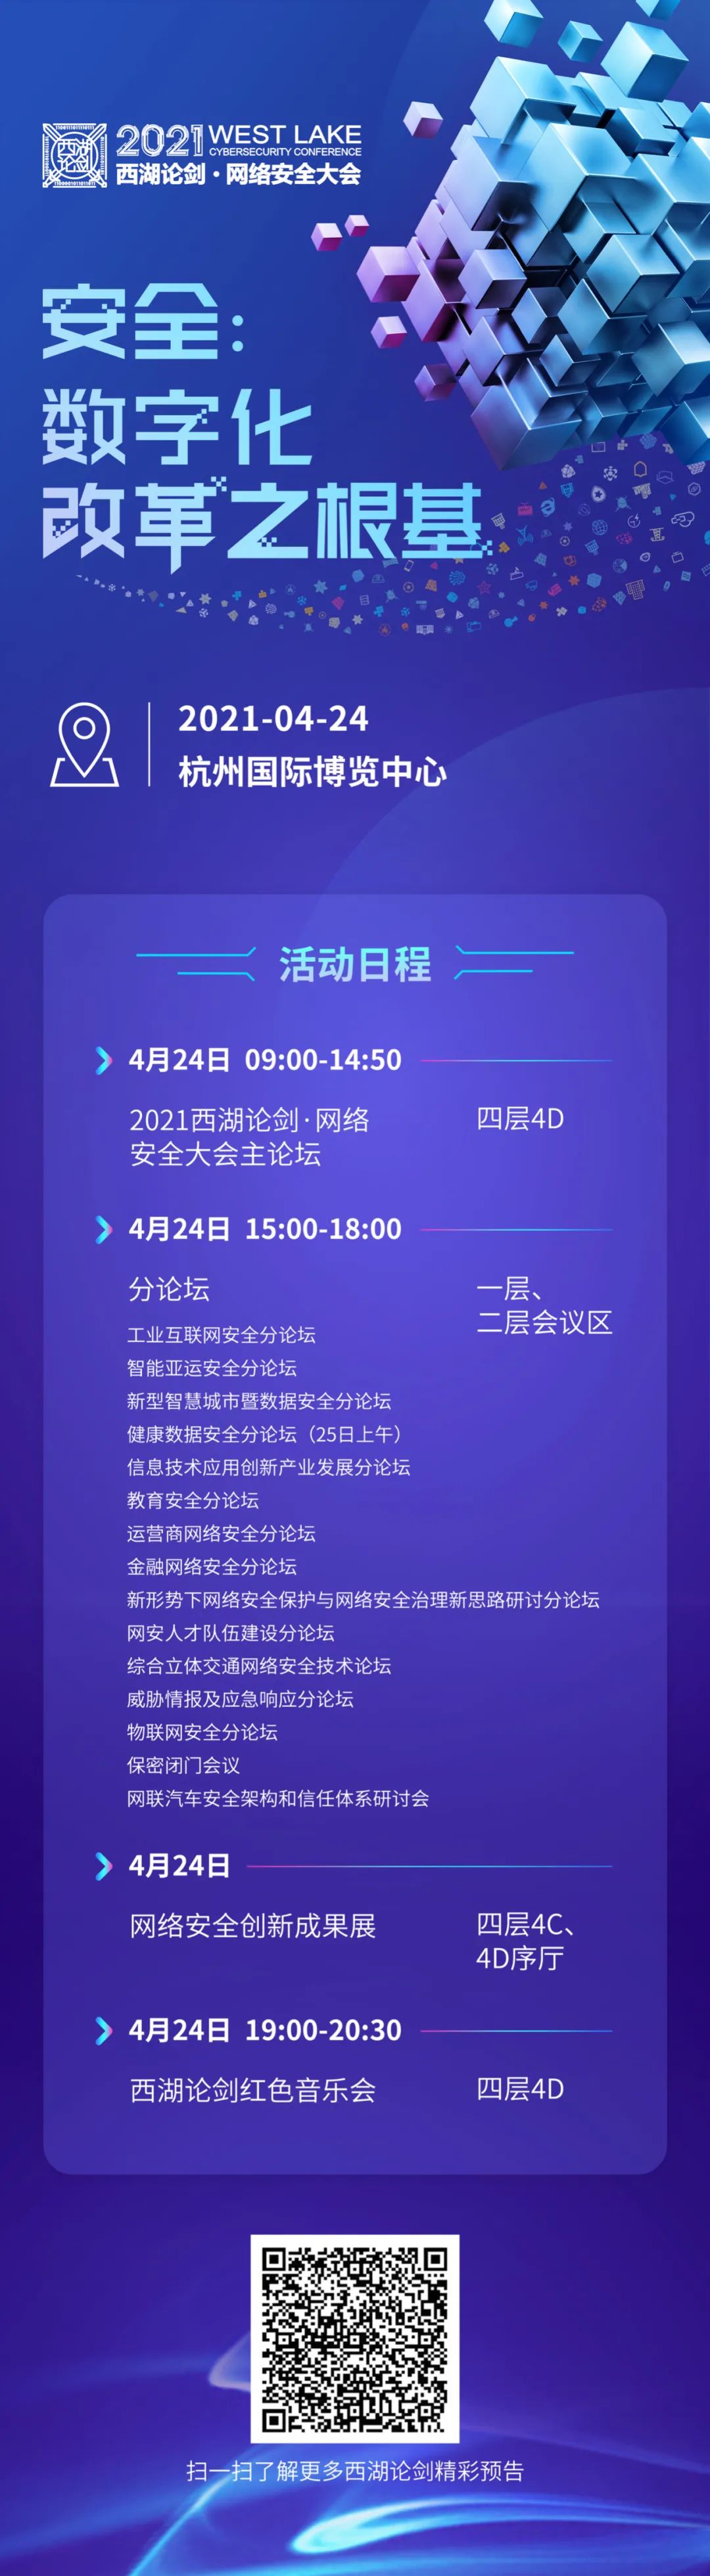 2021 WEST LAKE
CYBERSECURITY CONFERENCE
西湖论剑·网络安全大会
西湖
论剑
安全：
数字化
改革之根基
2021-04-24
杭州国际博览中心
活动日程
4月24日 09:00-14:50
2021西湖论剑·网络
安全大会主论坛
四层4D
4月24日 15:00-18:00
分论坛
一层、
二层会议区
工业互联网安全分论坛
智能亚运安全分论坛
新型智慧城市暨数据安全分论坛
健康数据安全分论坛（25日上午）
信息技术应用创新产业发展分论坛
教育安全分论坛
运营商网络安全分论坛
金融网络安全分论坛
新形势下网络安全保护与网络安全治理新思路研讨分论坛
网安人才队伍建设分论坛
综合立体交通网络安全技术论坛
威胁情报及应急响应分论坛
物联网安全分论坛
保密闭门会议
网联汽车安全架构和信任体系研讨会
4月24日
网络安全创新成果展
四层4C、
4D序厅
4月24日 19:00-20:30
西湖论剑红色音乐会
四层4D
扫一扫了解更多西湖论剑精彩预告